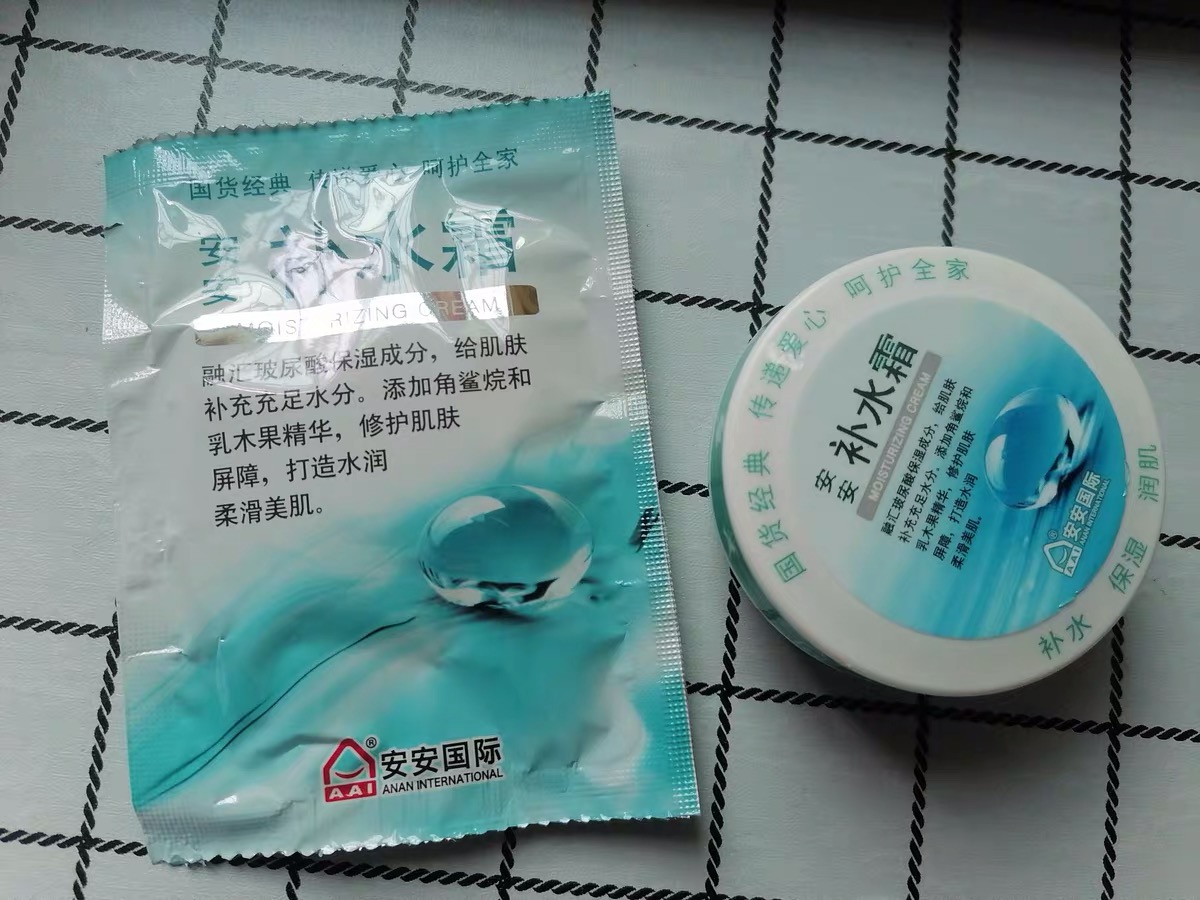 国货经典 传递爱心 呵护全家
安安 补水霜
MOISTURIZING CREAM
融汇玻尿酸保湿成分，给肌肤
补充充足水分。添加角鲨烷和
乳木果精华，修护肌肤
屏障，打造水润
柔滑美肌。
AAI ®
安安国际
ANAN INTERNATIONAL
国货经典 传递爱心 呵护全家
安安 补水霜
MOISTURIZING CREAM
融汇玻尿酸保湿成分，给肌肤
补充充足水分。添加角鲨烷和
乳木果精华，修护肌肤
屏障，打造水润
柔滑美肌。
AAI
安安国际
ANAN INTERNATIONAL
补水 保湿 润肌